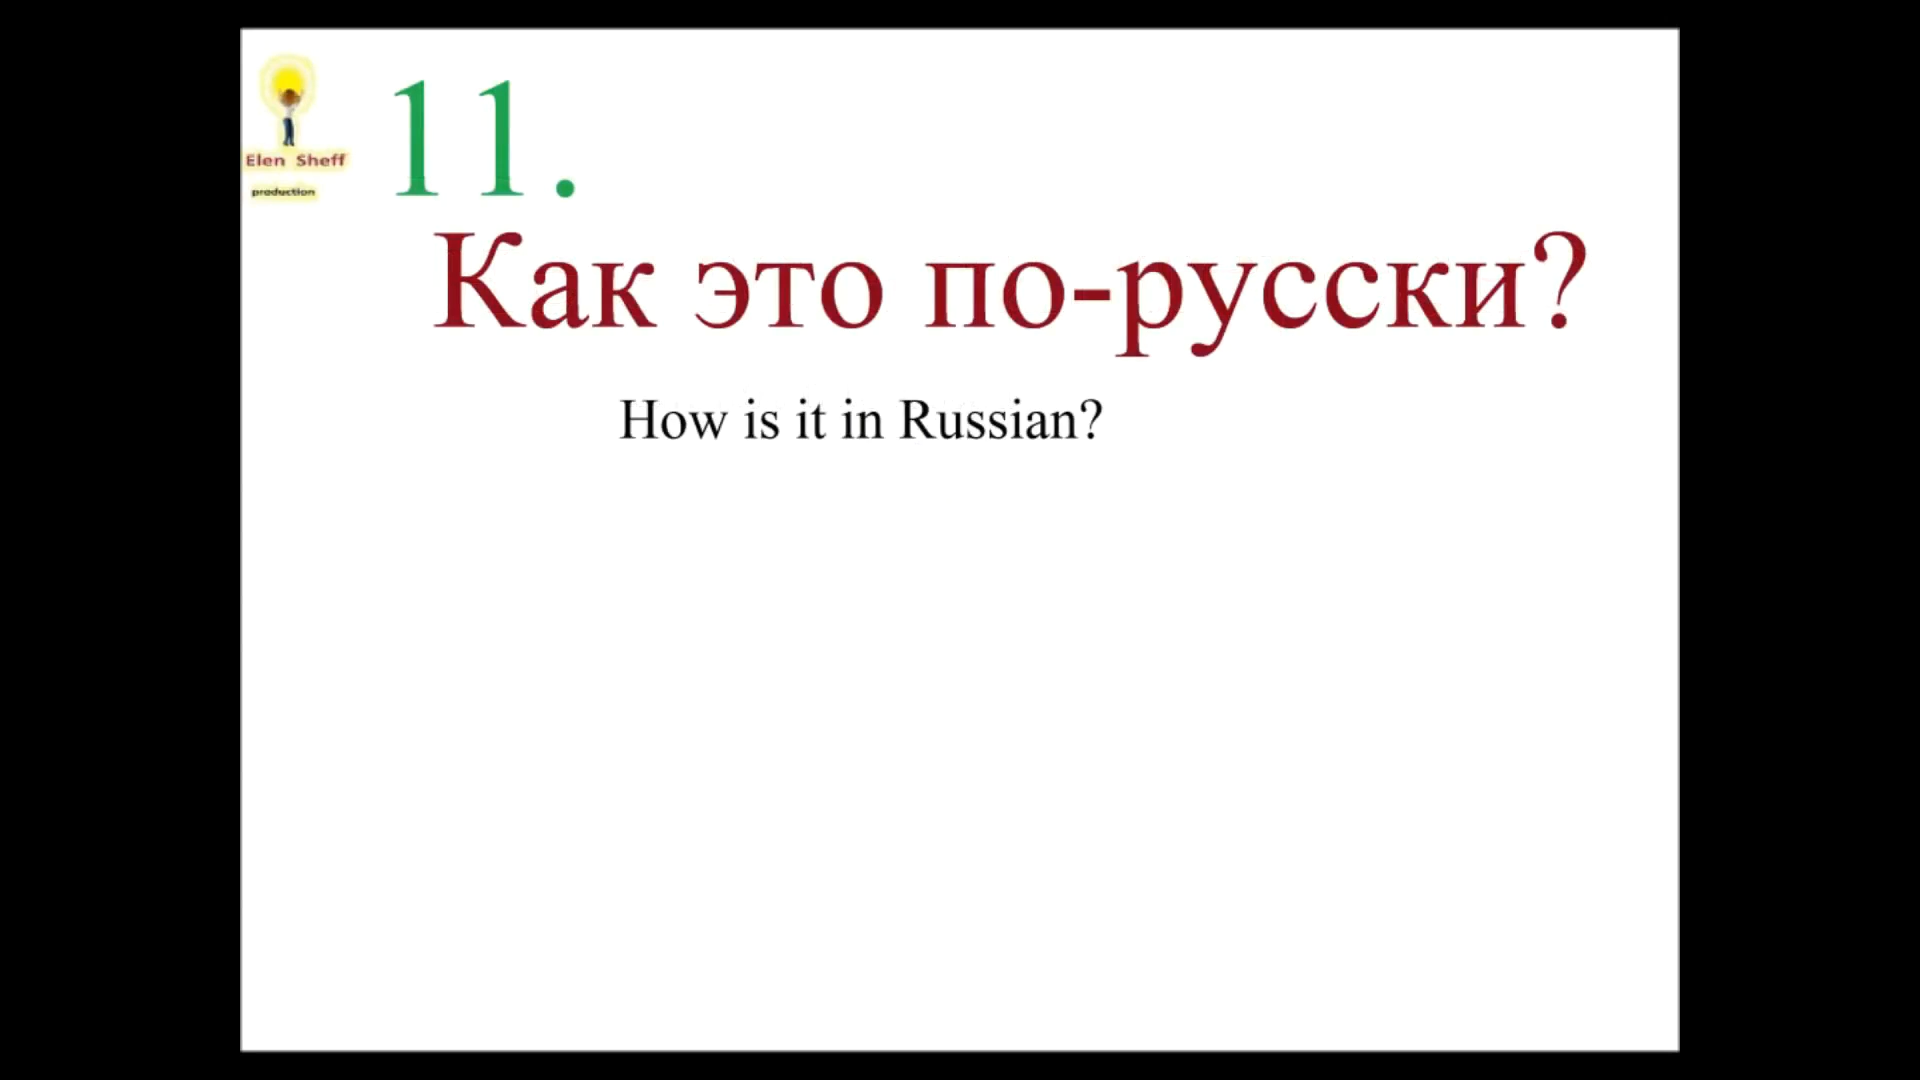 Elen Sheff
production
11.
Как это по-русски?
How is it in Russian?